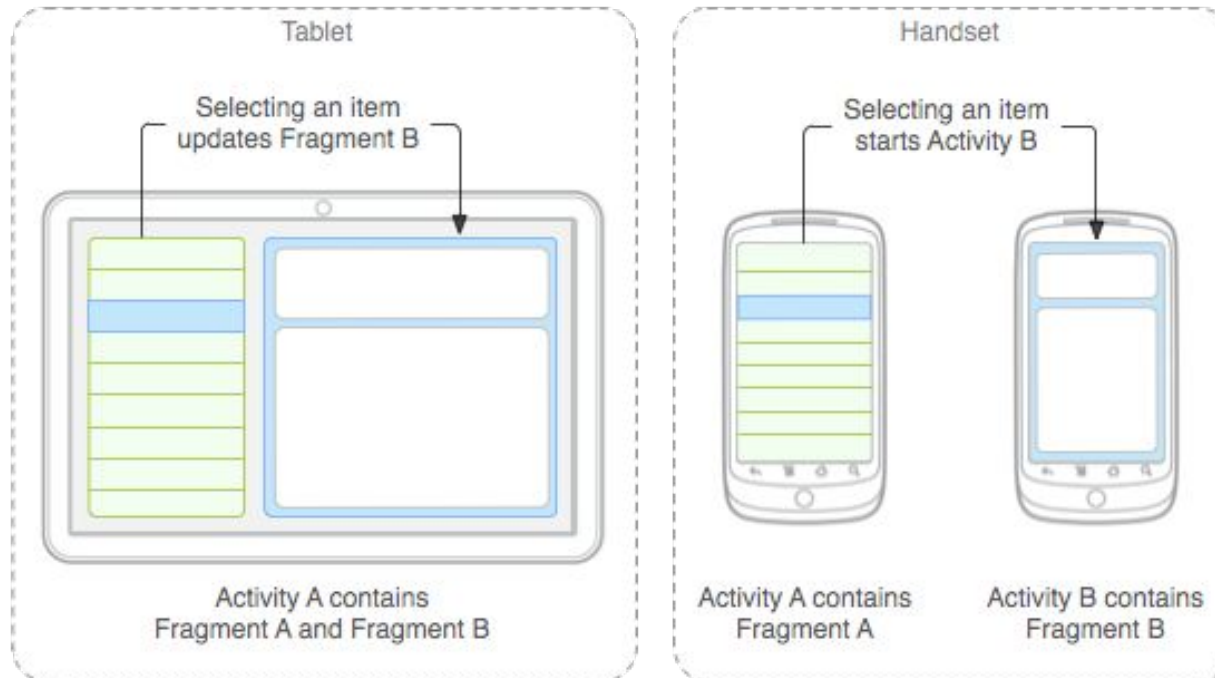 Tablet
Selecting an item
updates Fragment B
Activity A contains
Fragment A and Fragment B
Handset
Selecting an item
starts Activity B
Activity A contains
Fragment A
Activity B contains
Fragment B